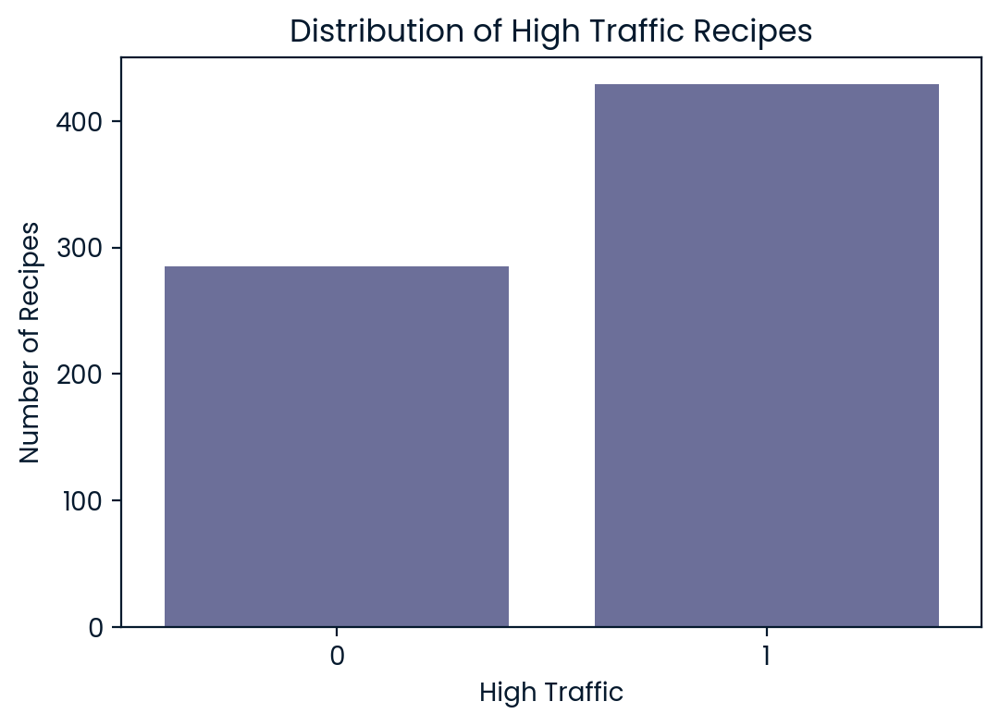 Distribution of High Traffic Recipes
Number of Recipes
400
300
200
100
0
0
1
High Traffic